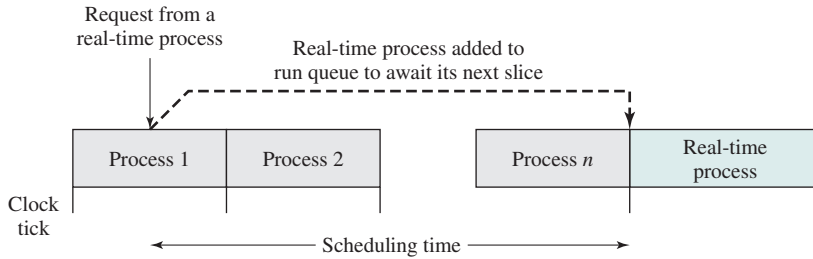 Request from a
real-time process
Real-time process added to
run queue to await its next slice
Process 1
Process 2
Process n
Real-time
process
Clock
tick
Scheduling time